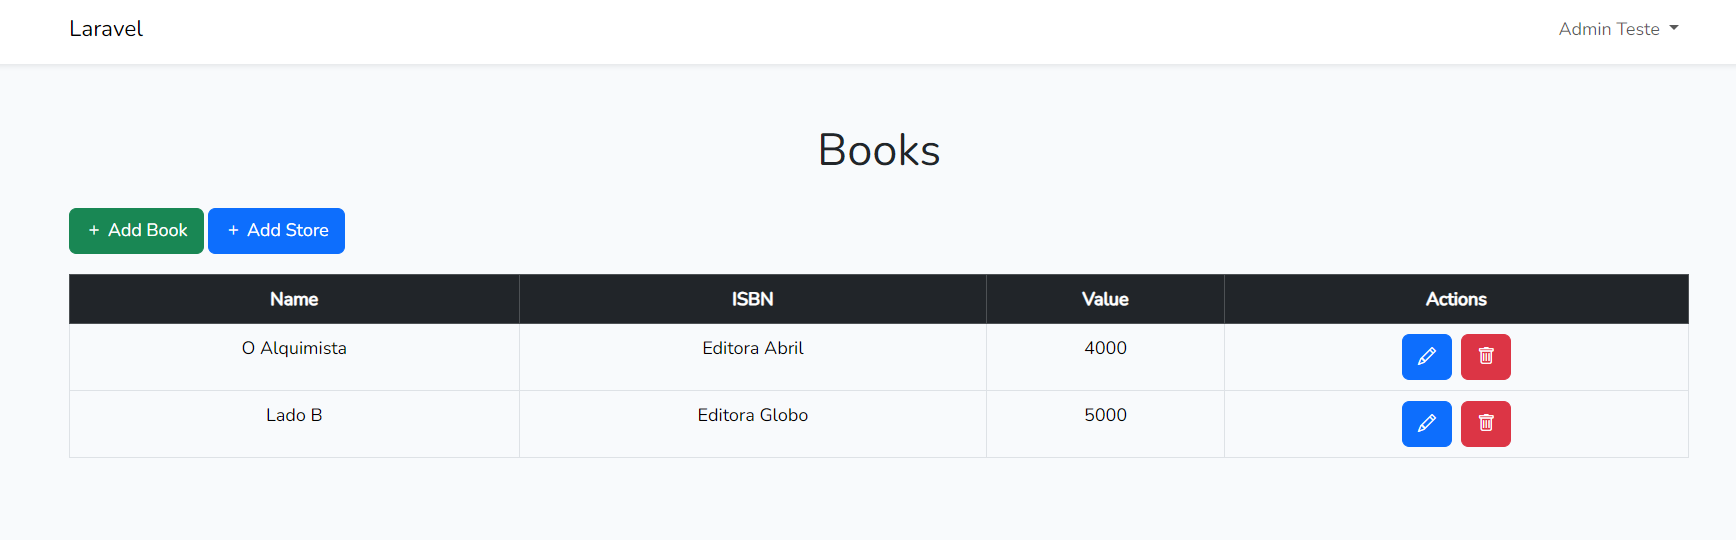 Laravel
Admin Teste
Books
+ Add Book
+ Add Store
Name ISBN Value Actions
O Alquimista Editora Abril 4000
Lado B Editora Globo 5000